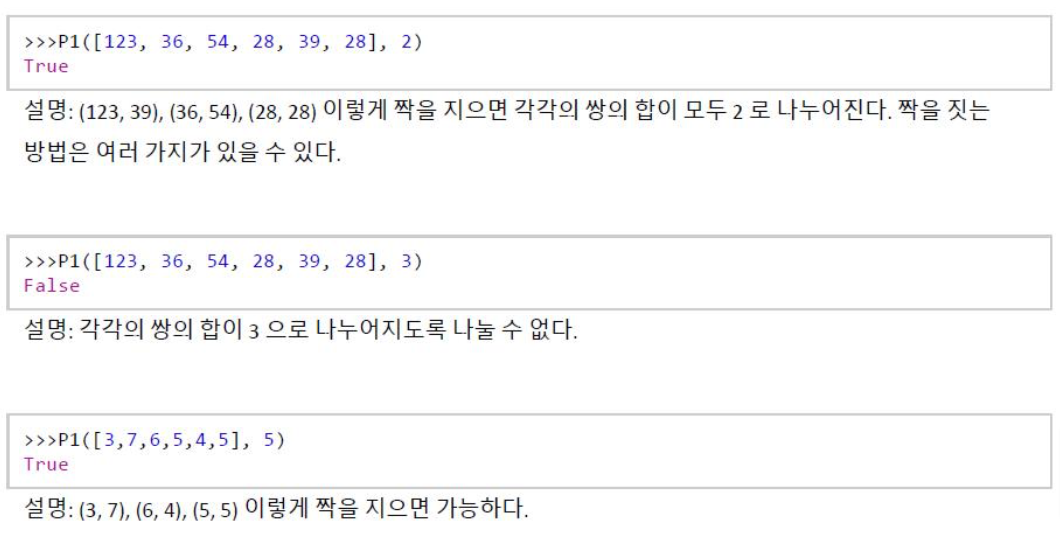 >>>P1([123, 36, 54, 28, 39, 28], 2)
True
설명: (123, 39), (36, 54), (28, 28) 이렇게 짝을 지으면 각각의 쌍의 합이 모두 2 로 나누어진다. 짝을 짓는
방법은 여러 가지가 있을 수 있다.
>>>P1([123, 36, 54, 28, 39, 28], 3)
False
설명: 각각의 쌍의 합이 3 으로 나누어지도록 나눌 수 없다.
>>>P1([3,7,6,5,4,5], 5)
True
설명: (3, 7), (6, 4), (5, 5) 이렇게 짝을 지으면 가능하다.